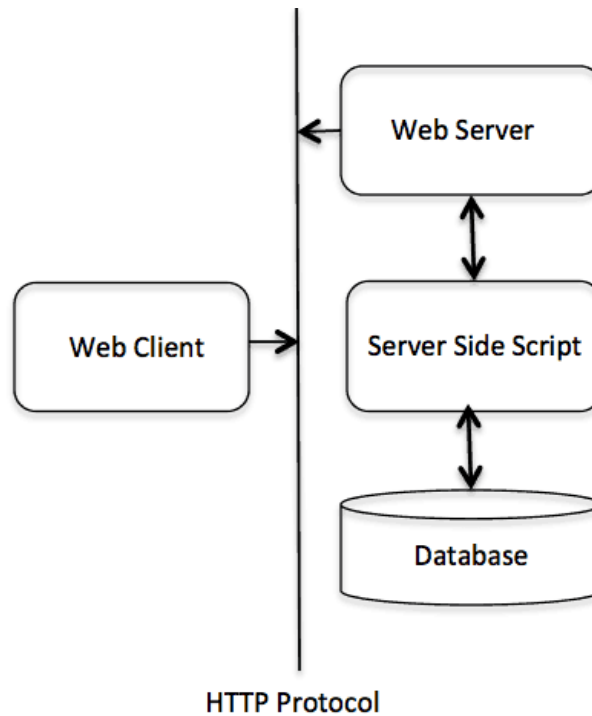 Web Server
Web Client
Server Side Script
Database
HTTP Protocol